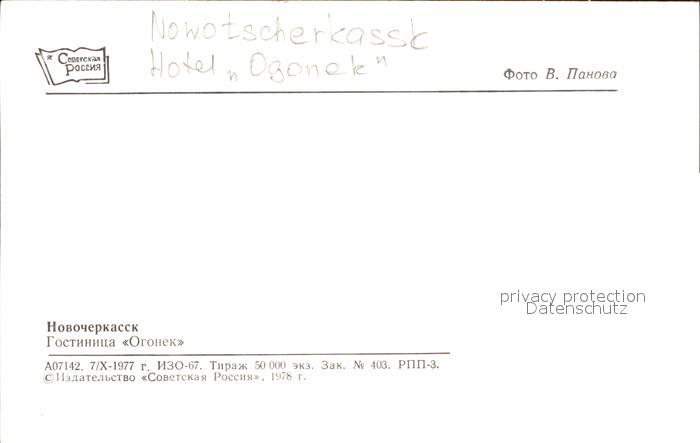 Nowotscherkassk
Hotel „Ogonek"
Советская
Россия
Фото В. Панова
privacy protection
Datenschutz
Новочеркасск
Гостиница «Огонек»
А07142. 7/X-1977 г. ИЗО-67. Тираж 50 000 экз. Зак. № 403. РПП-3.
© Издательство «Советская Россия», 1978 г.